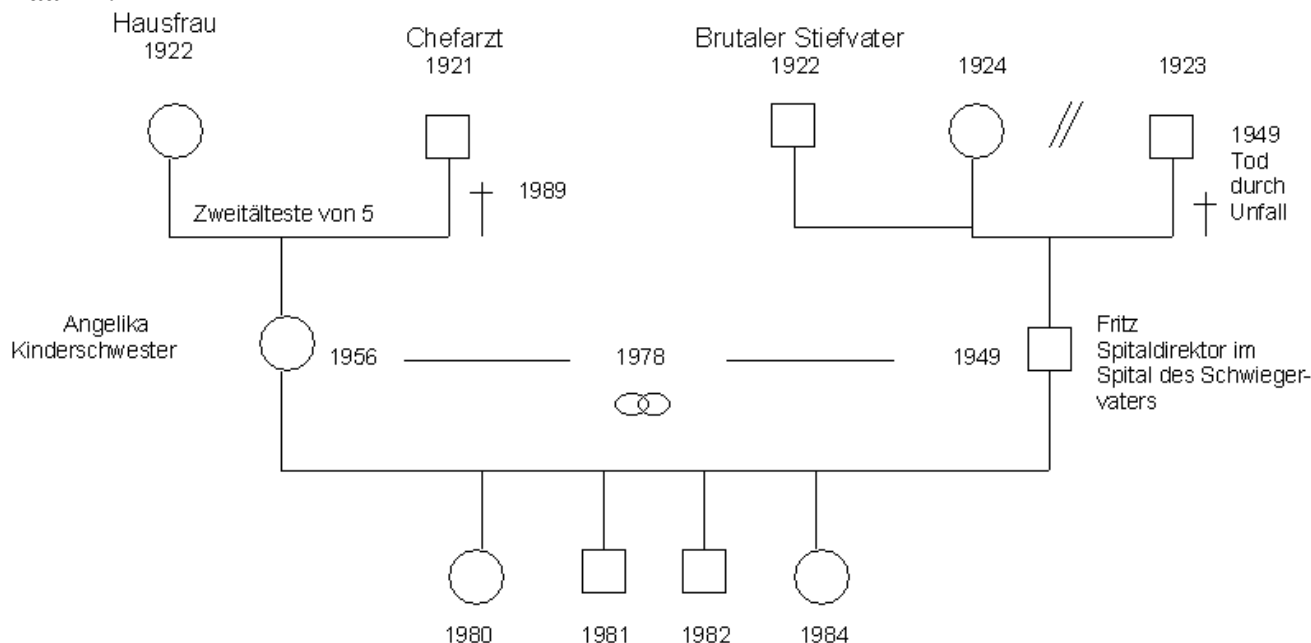 Hausfrau
1922
Chefarzt
1921
Brutaler Stiefvater
1922
1924
1923
1949
Tod
durch
Unfall
1989
Zweitälteste von 5
Angelika
Kinderschwester
1956
1978
1949
Fritz
Spitaldirektor im
Spital des Schwieger-
vaters
1980
1981
1982
1984